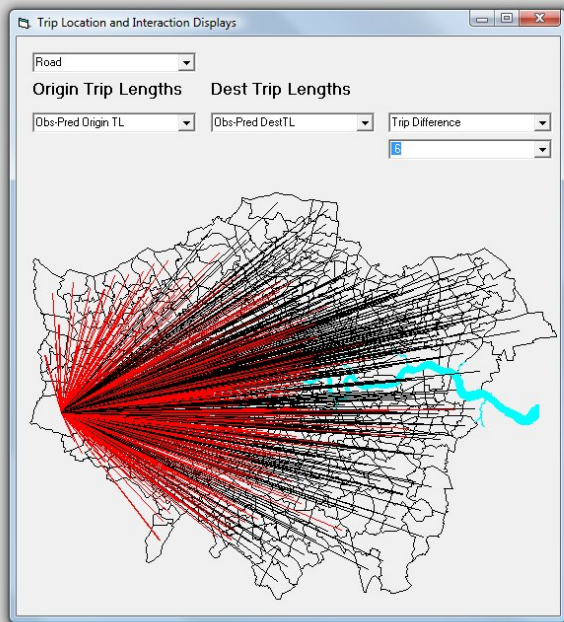 Trip Location and Interaction Displays
Road
Origin Trip Lengths Dest Trip Lengths
Obs-Pred Origin TL Obs-Pred DestTL Trip Difference
6